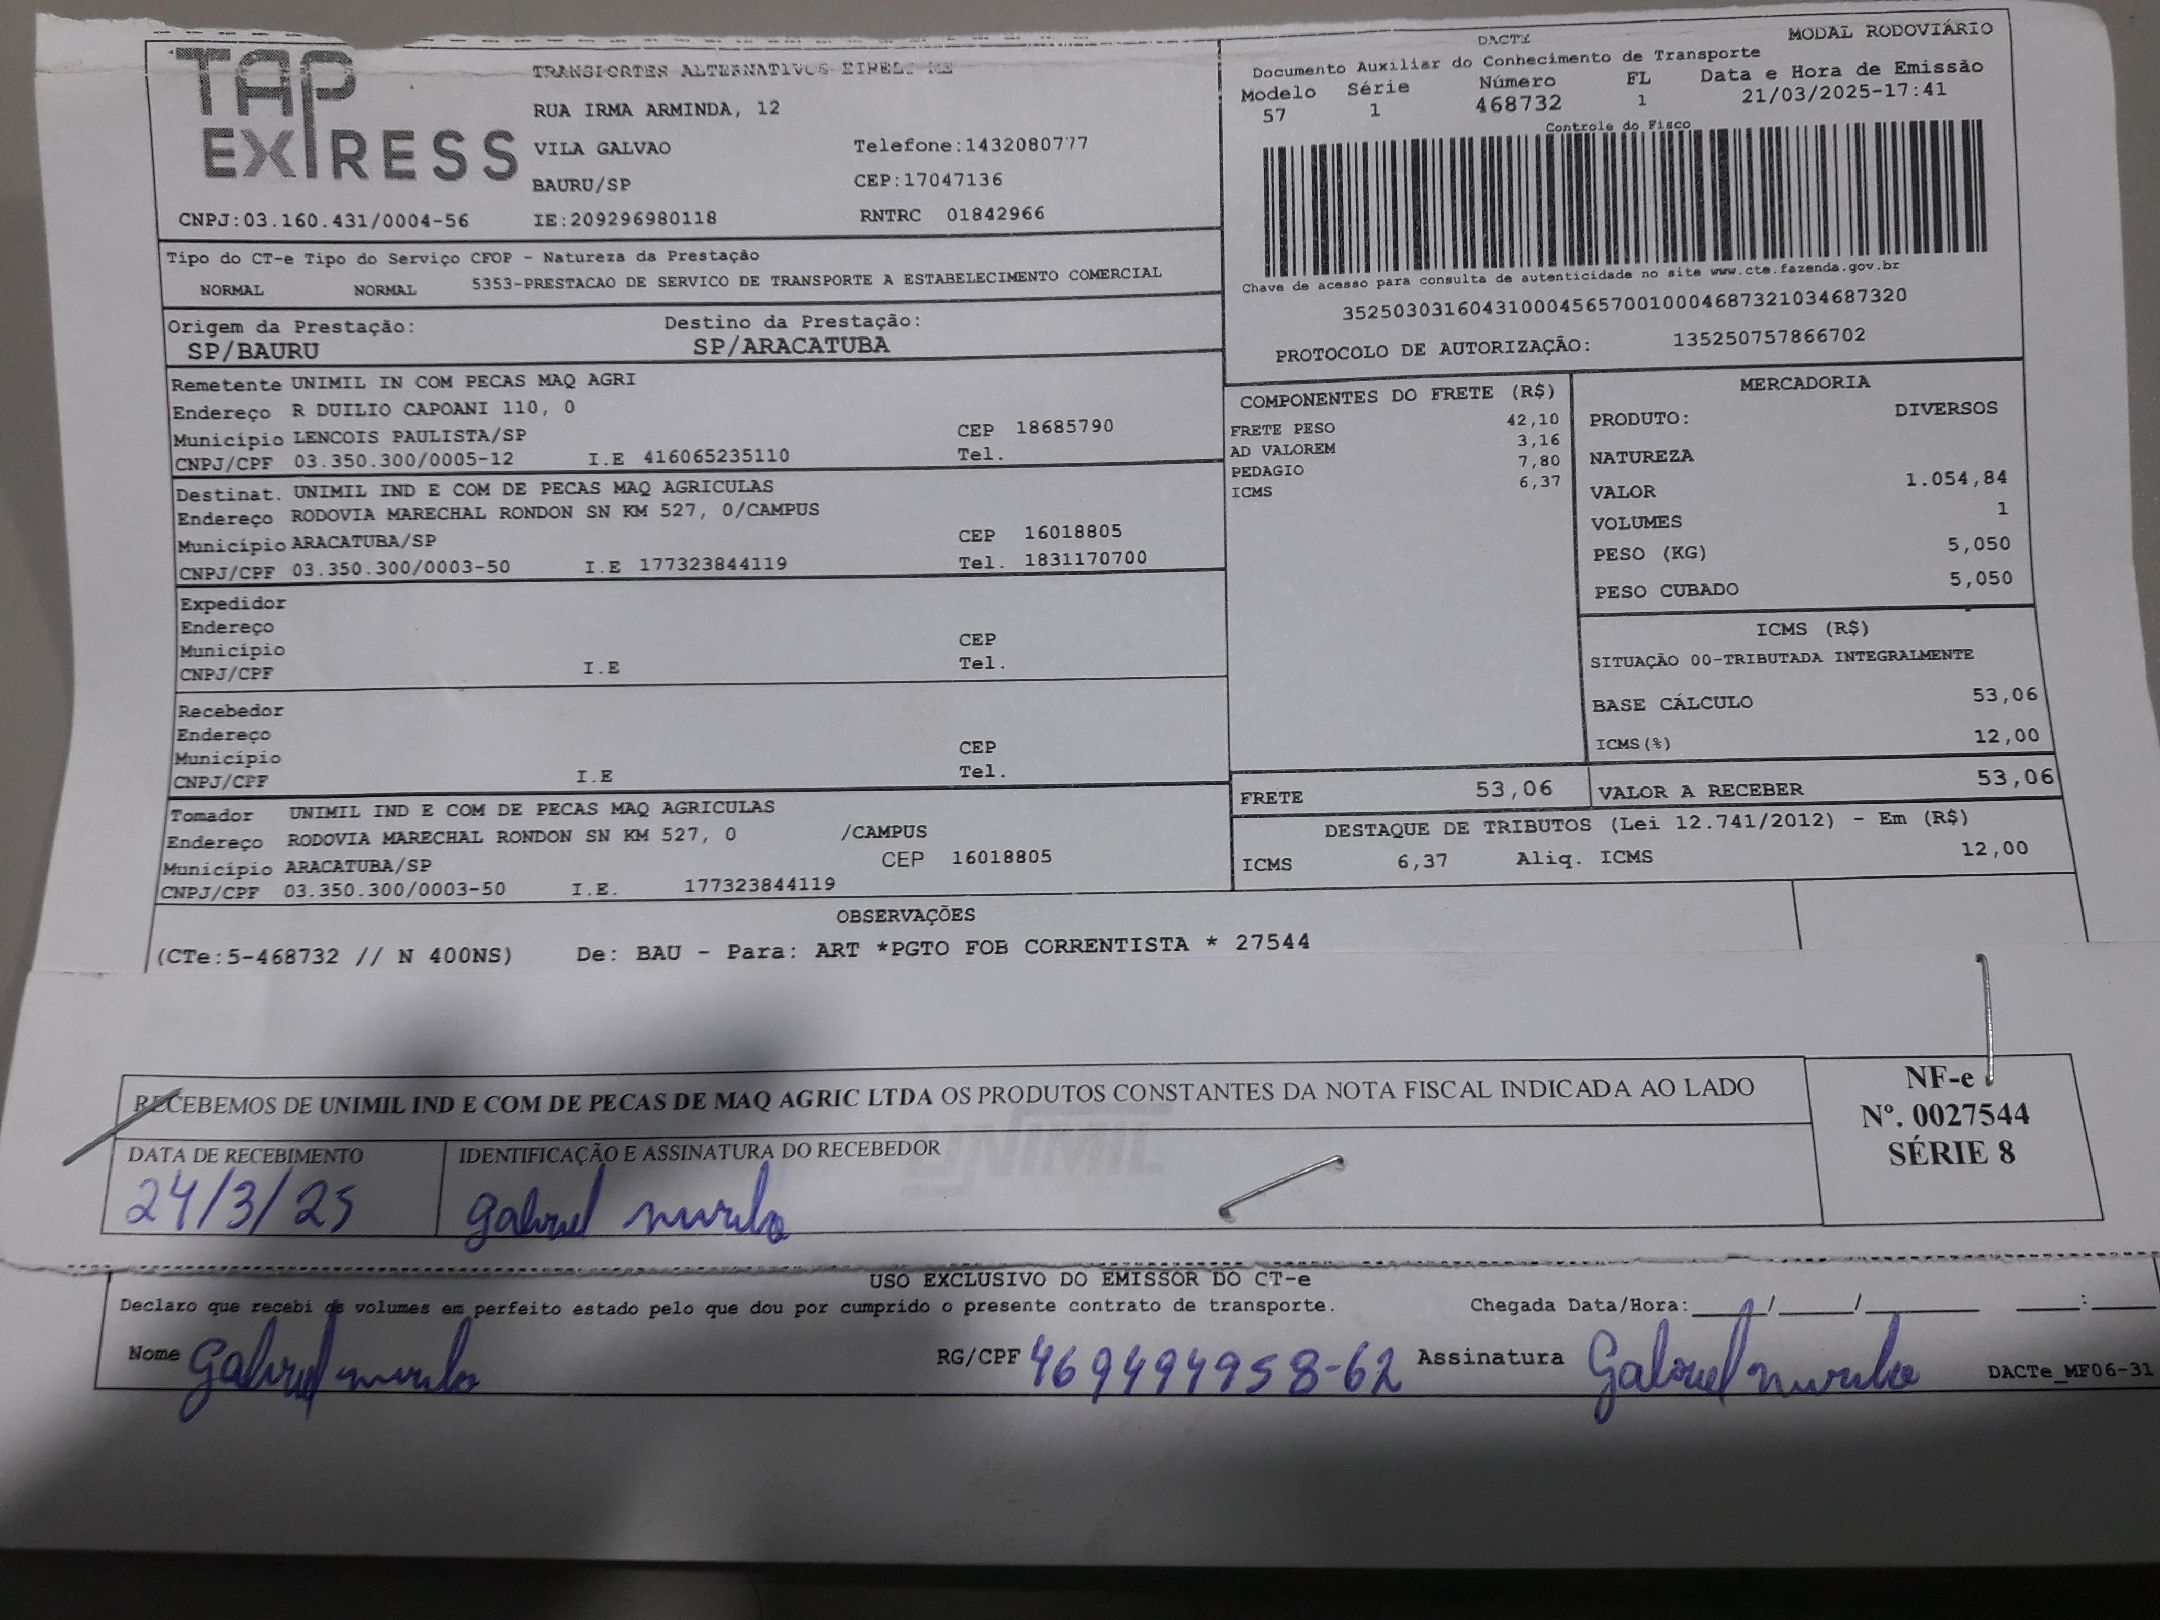 TAP EXPRESS
TRANSPORTES ALTERNATIVOS EIRELI ME
RUA IRMA ARMINDA, 12
VILA GALVAO Telefone:1432080777
BAURU/SP CEP:17047136
CNPJ:03.160.431/0004-56 IE:209296980118 RNTRC 01842966
DACTE MODAL RODOVIÁRIO
Documento Auxiliar do Conhecimento de Transporte
Modelo Série Número FL Data e Hora de Emissão
57 1 468732 1 21/03/2025-17:41
Controle do Fisco
Chave de acesso para consulta de autenticidade no site www.cte.fazenda.gov.br
35250303160431000456570010004687321034687320
PROTOCOLO DE AUTORIZAÇÃO: 135250757866702
Tipo do CT-e Tipo do Serviço CFOP - Natureza da Prestação
NORMAL NORMAL 5353-PRESTACAO DE SERVICO DE TRANSPORTE A ESTABELECIMENTO COMERCIAL
Origem da Prestação: Destino da Prestação:
SP/BAURU SP/ARACATUBA
Remetente UNIMIL IN COM PECAS MAQ AGRI
Endereço R DUILIO CAPOANI 110, 0
Município LENCOIS PAULISTA/SP CEP 18685790
CNPJ/CPF 03.350.300/0005-12 I.E 416065235110 Tel.
Destinat. UNIMIL IND E COM DE PECAS MAQ AGRICULAS
Endereço RODOVIA MARECHAL RONDON SN KM 527, 0/CAMPUS
Município ARACATUBA/SP CEP 16018805
CNPJ/CPF 03.350.300/0003-50 I.E 177323844119 Tel. 1831170700
Expedidor
Endereço
Município CEP
CNPJ/CPF I.E Tel.
Recebedor
Endereço
Município CEP
CNPJ/CPF I.E Tel.
Tomador UNIMIL IND E COM DE PECAS MAQ AGRICULAS
Endereço RODOVIA MARECHAL RONDON SN KM 527, 0 /CAMPUS
Município ARACATUBA/SP CEP 16018805
CNPJ/CPF 03.350.300/0003-50 I.E. 177323844119
COMPONENTES DO FRETE (R$)
FRETE PESO 42,10
AD VALOREM 3,16
PEDAGIO 7,80
ICMS 6,37
MERCADORIA
PRODUTO: DIVERSOS
NATUREZA
VALOR 1.054,84
VOLUMES 1
PESO (KG) 5,050
PESO CUBADO 5,050
ICMS (R$)
SITUAÇÃO 00-TRIBUTADA INTEGRALMENTE
BASE CÁLCULO 53,06
ICMS(%) 12,00
FRETE 53,06 VALOR A RECEBER 53,06
DESTAQUE DE TRIBUTOS (Lei 12.741/2012) - Em (R$)
ICMS 6,37 Aliq. ICMS 12,00
OBSERVAÇÕES
(CTe:5-468732 // N 400NS) De: BAU - Para: ART *PGTO FOB CORRENTISTA * 27544
RECEBEMOS DE UNIMIL IND E COM DE PECAS DE MAQ AGRIC LTDA OS PRODUTOS CONSTANTES DA NOTA FISCAL INDICADA AO LADO
DATA DE RECEBIMENTO IDENTIFICAÇÃO E ASSINATURA DO RECEBEDOR
24/3/25 Gabriel murilo
NF-e
Nº. 0027544
SÉRIE 8
UNIMIL
USO EXCLUSIVO DO EMISSOR DO CT-e
Declaro que recebi os volumes em perfeito estado pelo que dou por cumprido o presente contrato de transporte. Chegada Data/Hora:____/____/______ ___:____
Nome Gabriel murilo RG/CPF 469494958-62 Assinatura Gabriel murilo DACTe_MF06-31